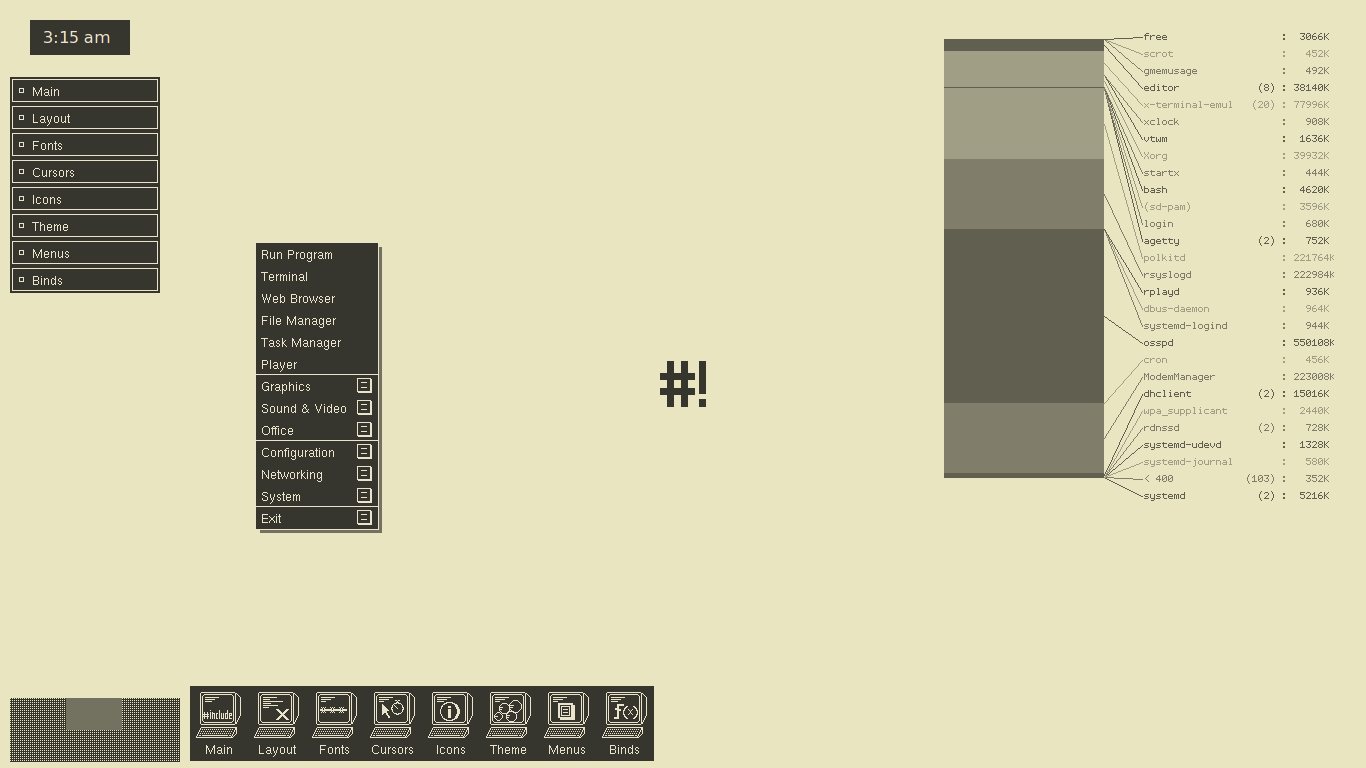 3:15 am
Main
Layout
Fonts
Cursors
Icons
Theme
Menus
Binds
Run Program
Terminal
Web Browser
File Manager
Task Manager
Player
Graphics
Sound & Video
Office
Configuration
Networking
System
Exit
#!
free : 3066K
scrot : 452K
gmemusage : 492K
editor (8) : 38140K
x-terminal-emul (20) : 77996K
xclock : 908K
vtwm : 1636K
Xorg : 39932K
startx : 444K
bash : 4620K
(sd-pam) : 3596K
login : 680K
agetty (2) : 752K
polkitd : 221764K
rsyslogd : 222984K
rplayd : 936K
dbus-daemon : 964K
systemd-logind : 944K
osspd : 550108K
cron : 456K
ModemManager : 223008K
dhclient (2) : 15016K
wpa_supplicant : 2440K
rdnssd (2) : 728K
systemd-udevd : 1328K
systemd-journal : 580K
< 400 (103) : 352K
systemd (2) : 5216K
#include
f(x)
Main Layout Fonts Cursors Icons Theme Menus Binds